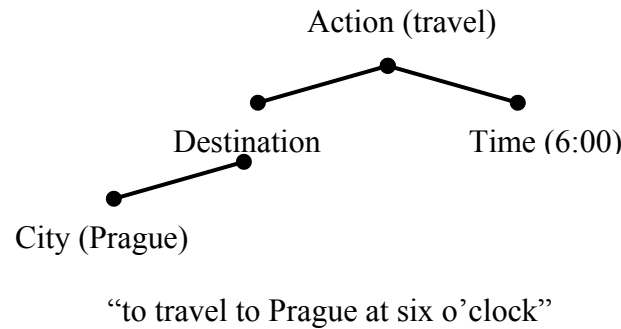 Action (travel)
Destination
Time (6:00)
City (Prague)
“to travel to Prague at six o’clock”